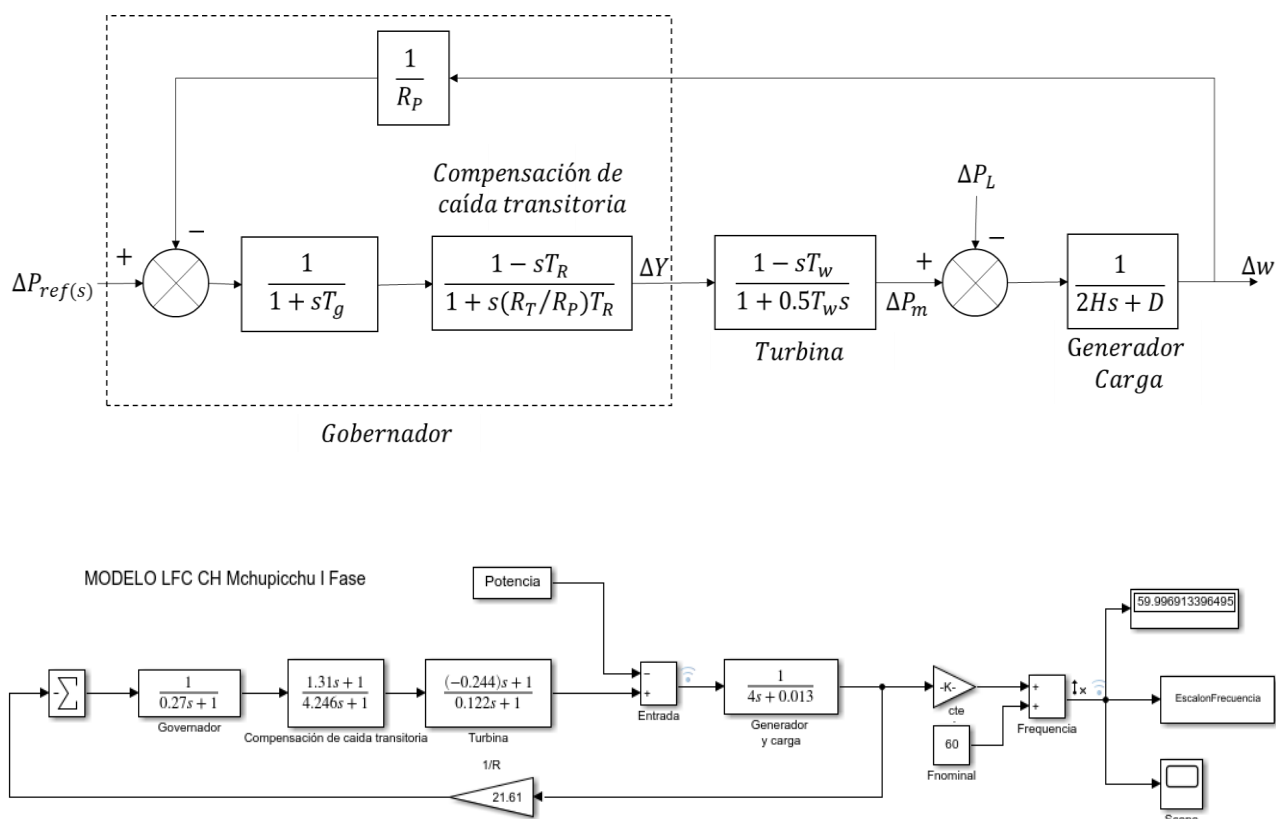 1
R_P
Compensación de
caída transitoria
ΔP_L
+
−
ΔP_ref(s)
1
1 + sT_g
1 − sT_R
1 + s(R_T/R_P)T_R
ΔY
1 − sT_w
1 + 0.5T_w s
+
−
ΔP_m
1
2Hs + D
Δw
Turbina
Generador
Carga
Gobernador
MODELO LFC CH Mchupicchu I Fase
Potencia
59.996913396495
-
Σ
1
0.27s + 1
Governador
1.31s + 1
4.246s + 1
Compensación de caida transitoria
(-0.244)s + 1
0.122s + 1
Turbina
−
+
Entrada
1
4s + 0.013
Generador
y carga
-K-
cte
60
Fnominal
+
+
Frequencia
x
EscalonFrecuencia
1/R
21.61